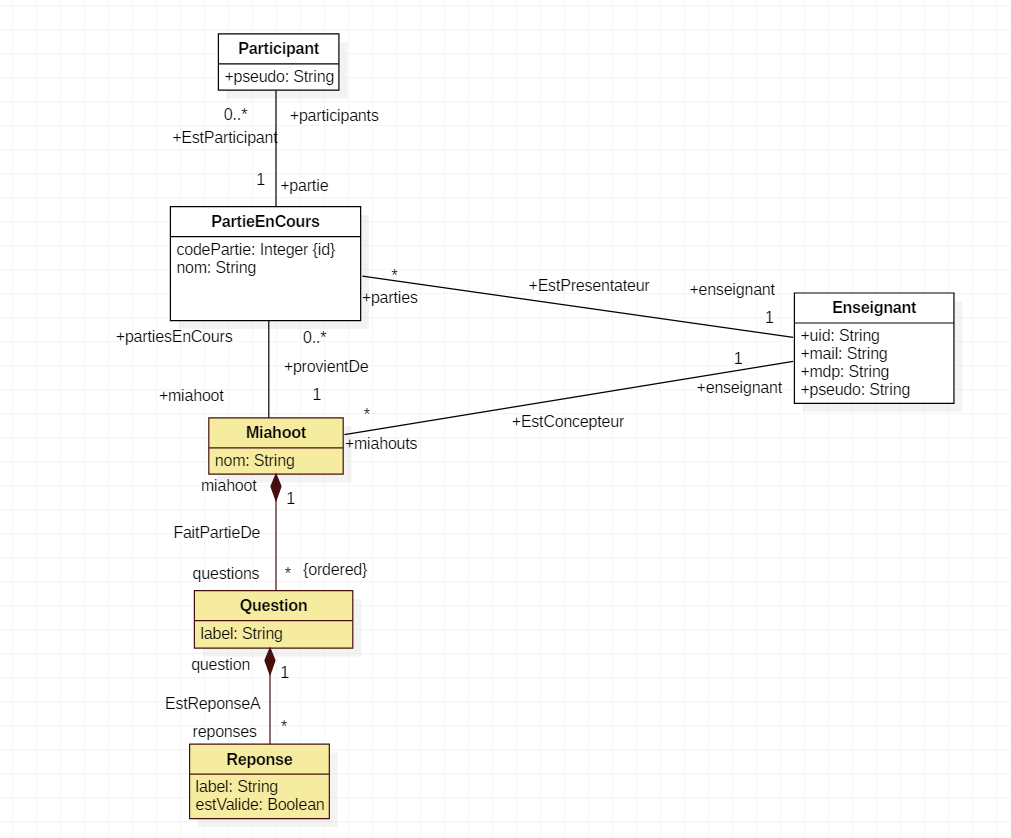 Participant
+pseudo: String
0..*
+participants
+EstParticipant
1
+partie
PartieEnCours
codePartie: Integer {id}
nom: String
*
+parties
+EstPresentateur
+enseignant
1
Enseignant
+uid: String
+mail: String
+mdp: String
+pseudo: String
+partiesEnCours
0..*
+provientDe
+miahoot
1
1
+enseignant
*
+miahouts
+EstConcepteur
Miahoot
nom: String
miahoot
1
FaitPartieDe
questions
*
{ordered}
Question
label: String
question
1
EstReponseA
reponses
*
Reponse
label: String
estValide: Boolean